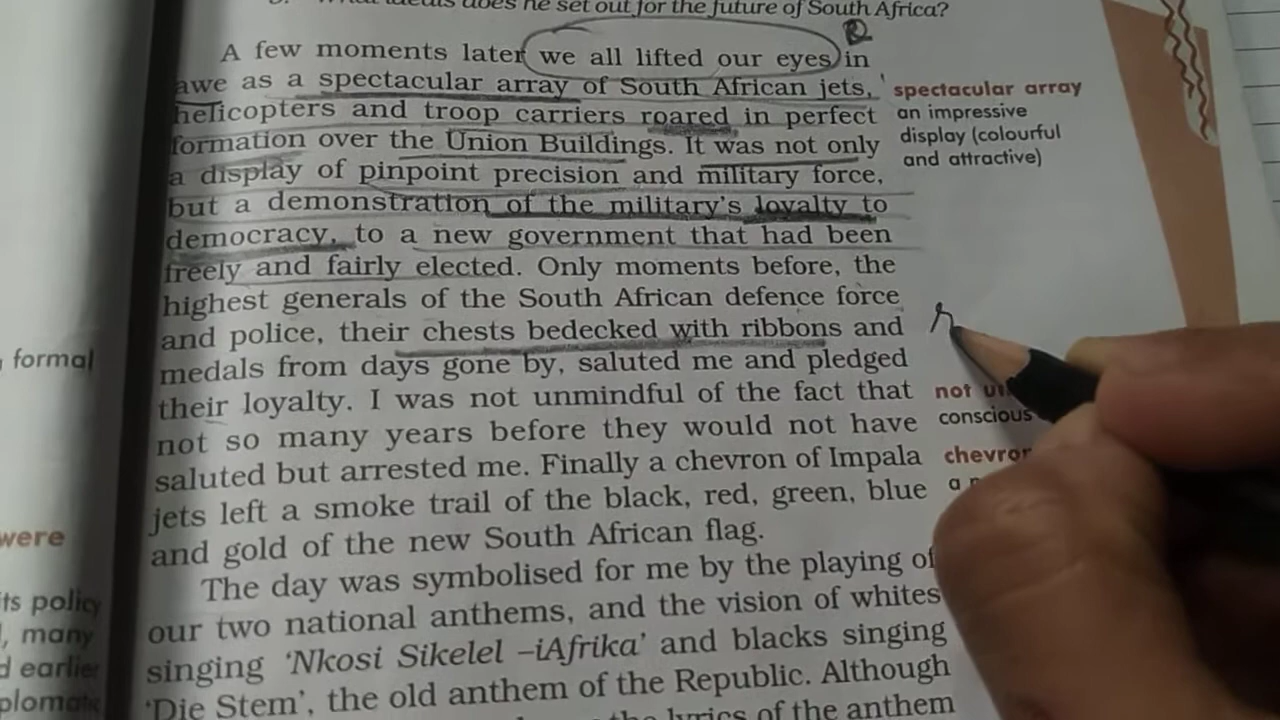 does he set out for the future of South Africa?
A few moments later we all lifted our eyes in
awe as a spectacular array of South African jets,
helicopters and troop carriers roared in perfect
formation over the Union Buildings. It was not only
a display of pinpoint precision and military force,
but a demonstration of the military's loyalty to
democracy, to a new government that had been
freely and fairly elected. Only moments before, the
highest generals of the South African defence force
and police, their chests bedecked with ribbons and
medals from days gone by, saluted me and pledged
their loyalty. I was not unmindful of the fact that
not so many years before they would not have
saluted but arrested me. Finally a chevron of Impala
jets left a smoke trail of the black, red, green, blue
and gold of the new South African flag.
The day was symbolised for me by the playing of
our two national anthems, and the vision of whites
singing ‘Nkosi Sikelel –iAfrika’ and blacks singing
‘Die Stem’, the old anthem of the Republic. Although
lyrics of the anthem
spectacular array
an impressive
display (colourful
and attractive)
not
conscious
chevron
a
formal
were
its policy
many
earlier